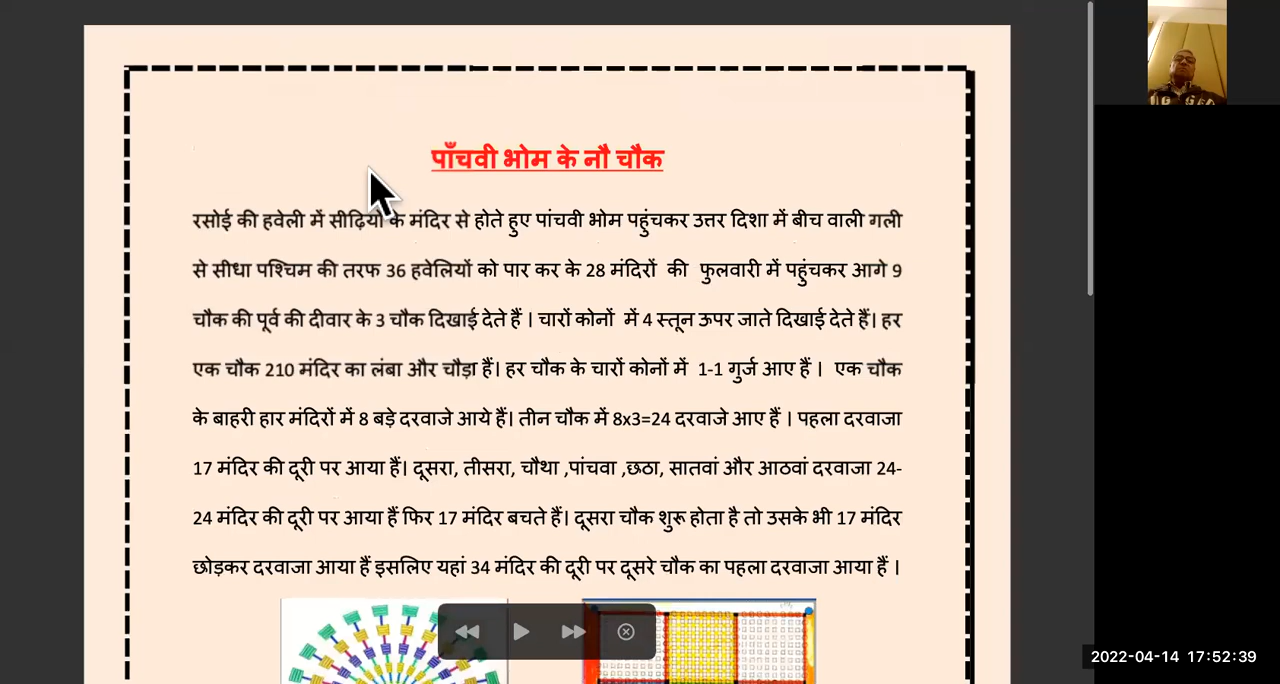 पाँचवी भोम के नौ चौक
रसोई की हवेली में सीढ़ियों के मंदिर से होते हुए पांचवी भोम पहुंचकर उत्तर दिशा में बीच वाली गली
से सीधा पश्चिम की तरफ 36 हवेलियों को पार कर के 28 मंदिरों की फुलवारी में पहुंचकर आगे 9
चौक की पूर्व की दीवार के 3 चौक दिखाई देते हैं । चारों कोनों में 4 स्तून ऊपर जाते दिखाई देते हैं। हर
एक चौक 210 मंदिर का लंबा और चौड़ा हैं। हर चौक के चारों कोनों में 1-1 गुर्ज आए हैं । एक चौक
के बाहरी हार मंदिरों में 8 बड़े दरवाजे आये हैं। तीन चौक में 8x3=24 दरवाजे आए हैं । पहला दरवाजा
17 मंदिर की दूरी पर आया हैं। दूसरा, तीसरा, चौथा ,पांचवा ,छठा, सातवां और आठवां दरवाजा 24-
24 मंदिर की दूरी पर आया हैं फिर 17 मंदिर बचते हैं। दूसरा चौक शुरू होता है तो उसके भी 17 मंदिर
छोड़कर दरवाजा आया हैं इसलिए यहां 34 मंदिर की दूरी पर दूसरे चौक का पहला दरवाजा आया हैं ।
2022-04-14 17:52:39